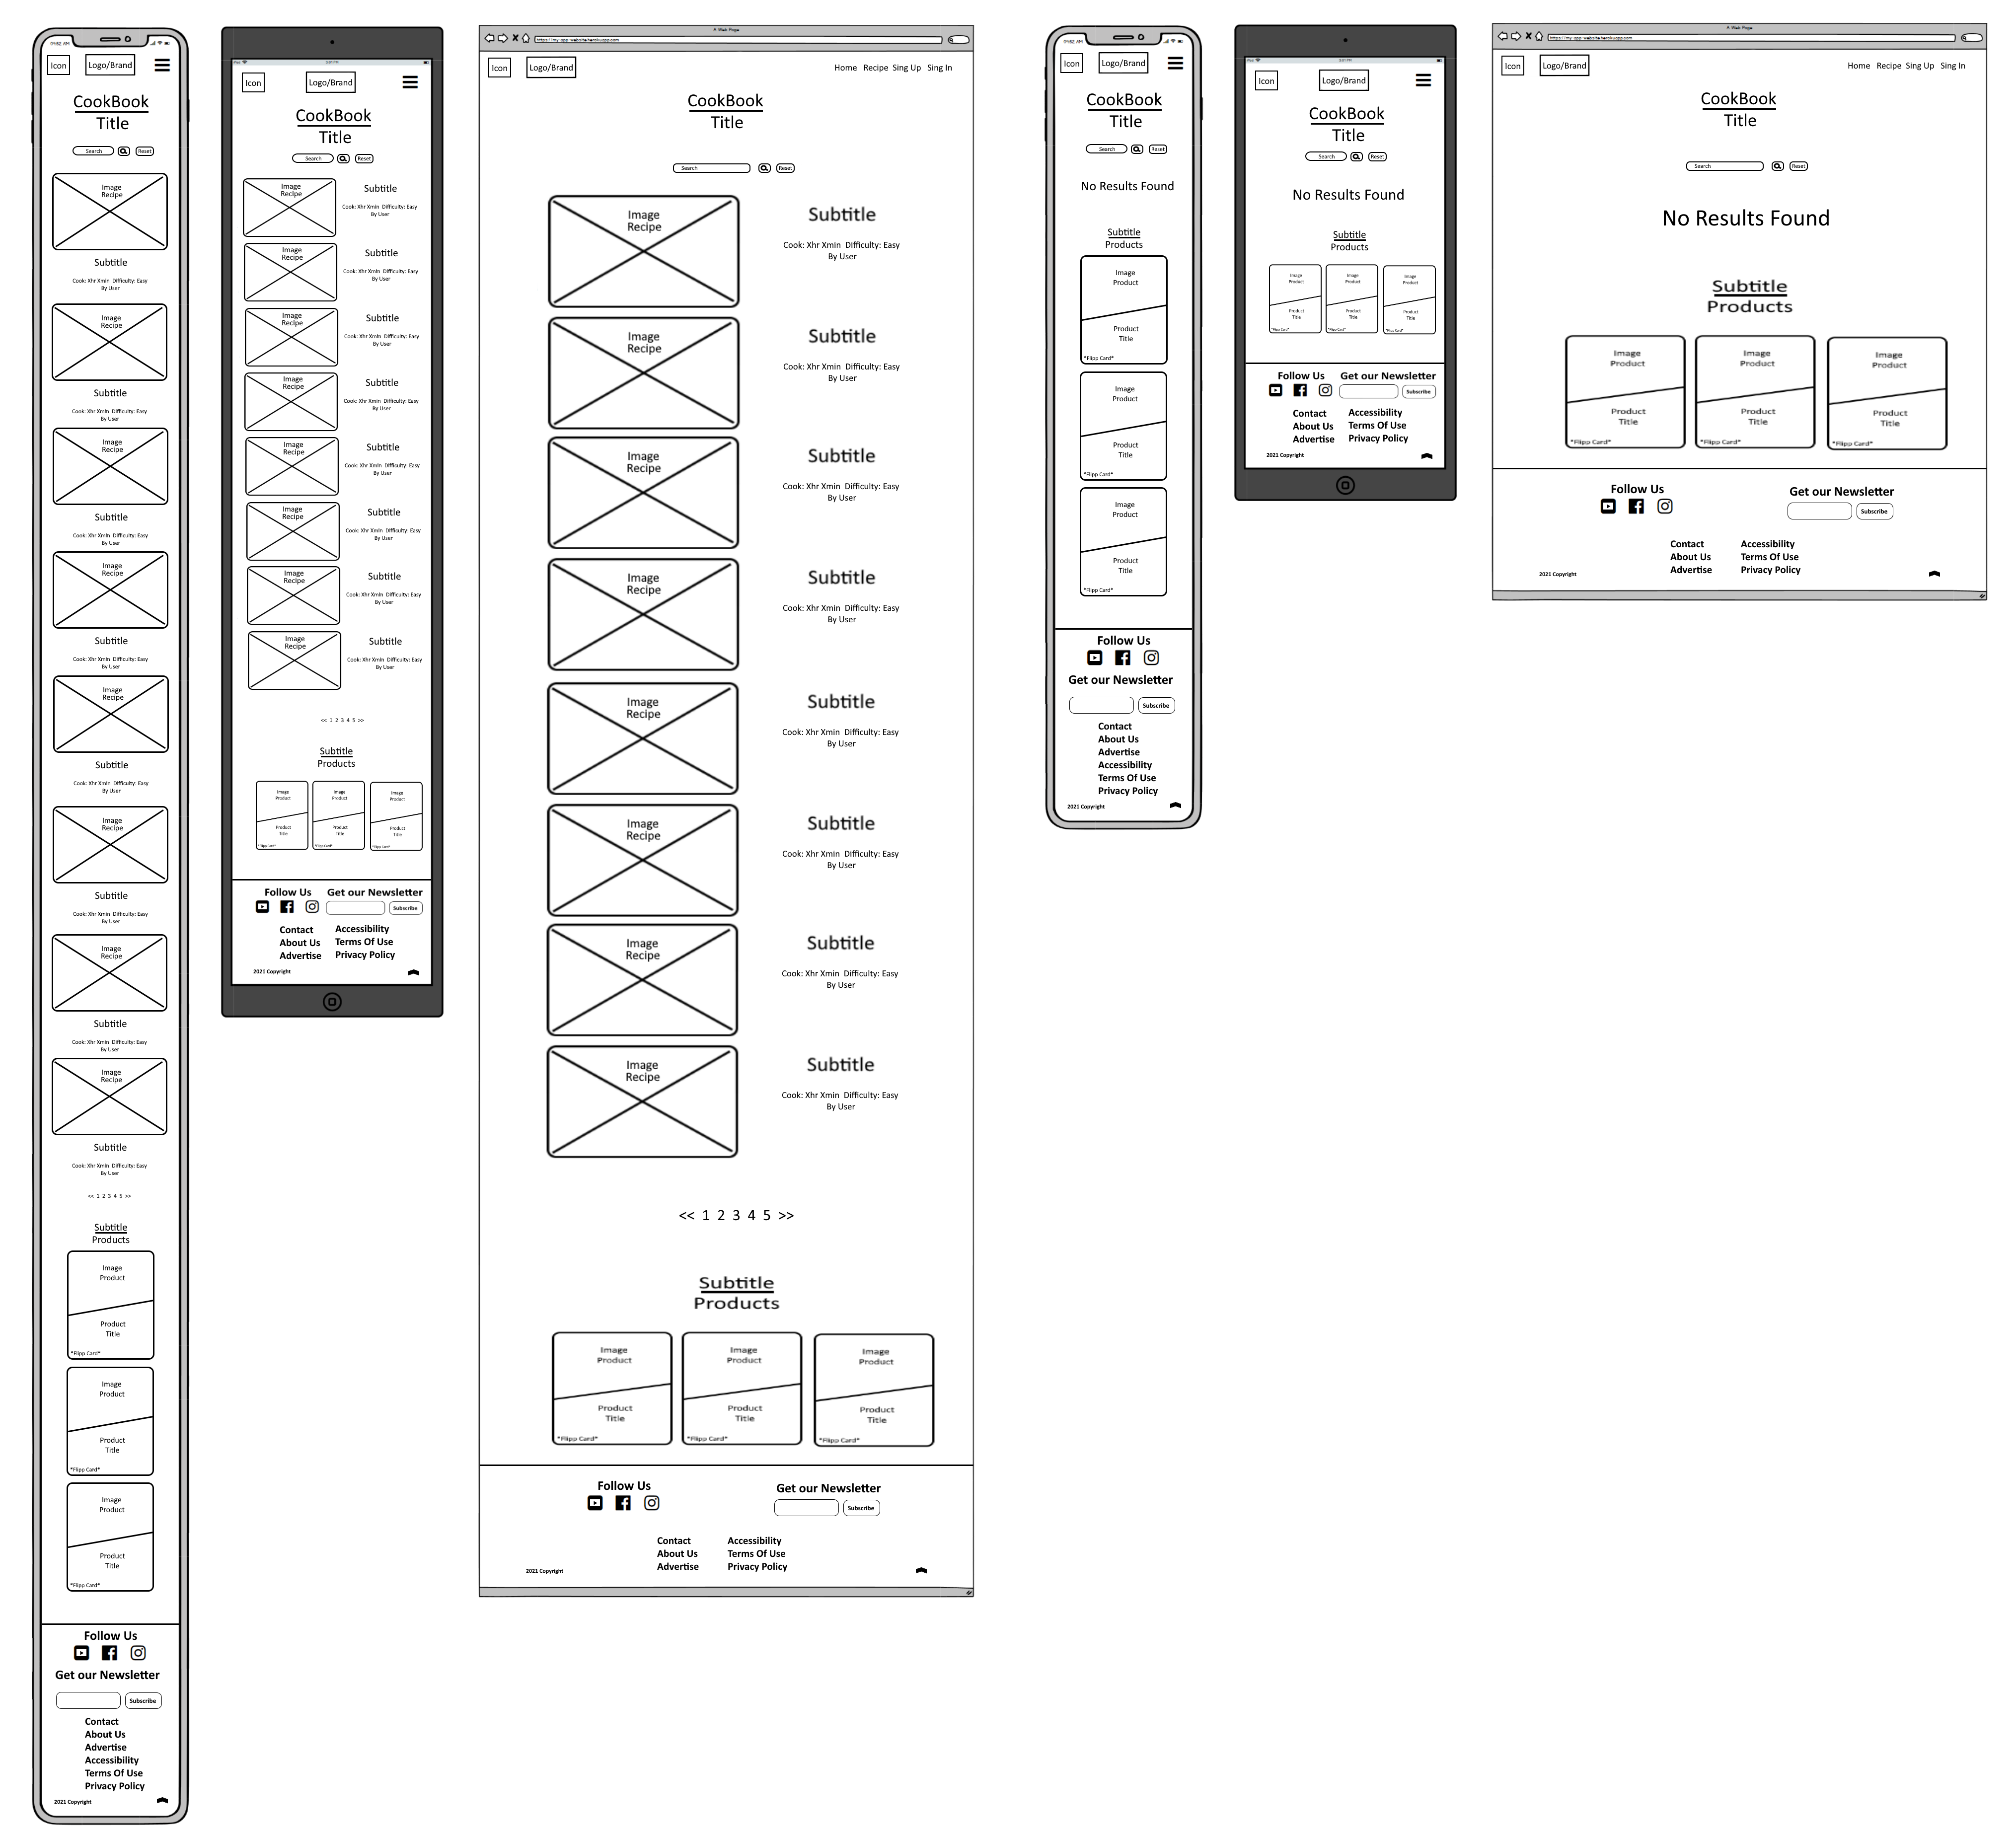 09:52 AM
Icon
Logo/Brand
CookBook
Title
Search
Reset
Image
Recipe
Subtitle
Cook: Xhr Xmin Difficulty: Easy
By User
Image
Recipe
Subtitle
Cook: Xhr Xmin Difficulty: Easy
By User
Image
Recipe
Subtitle
Cook: Xhr Xmin Difficulty: Easy
By User
Image
Recipe
Subtitle
Cook: Xhr Xmin Difficulty: Easy
By User
Image
Recipe
Subtitle
Cook: Xhr Xmin Difficulty: Easy
By User
Image
Recipe
Subtitle
Cook: Xhr Xmin Difficulty: Easy
By User
Image
Recipe
Subtitle
Cook: Xhr Xmin Difficulty: Easy
By User
Image
Recipe
Subtitle
Cook: Xhr Xmin Difficulty: Easy
By User
<< 1 2 3 4 5 >>
Subtitle
Products
Image
Product
Product
Title
*Flipp Card*
Image
Product
Product
Title
*Flipp Card*
Image
Product
Product
Title
*Flipp Card*
Follow Us
Get our Newsletter
Subscribe
Contact
About Us
Advertise
Accessibility
Terms Of Use
Privacy Policy
2021 Copyright
Icon
Logo/Brand
CookBook
Title
Search
Reset
Image
Recipe
Subtitle
Cook: Xhr Xmin Difficulty: Easy
By User
Image
Recipe
Subtitle
Cook: Xhr Xmin Difficulty: Easy
By User
Image
Recipe
Subtitle
Cook: Xhr Xmin Difficulty: Easy
By User
Image
Recipe
Subtitle
Cook: Xhr Xmin Difficulty: Easy
By User
Image
Recipe
Subtitle
Cook: Xhr Xmin Difficulty: Easy
By User
Image
Recipe
Subtitle
Cook: Xhr Xmin Difficulty: Easy
By User
Image
Recipe
Subtitle
Cook: Xhr Xmin Difficulty: Easy
By User
Image
Recipe
Subtitle
Cook: Xhr Xmin Difficulty: Easy
By User
<< 1 2 3 4 5 >>
Subtitle
Products
Image
Product
Product
Title
*Flipp Card*
Image
Product
Product
Title
*Flipp Card*
Image
Product
Product
Title
*Flipp Card*
Follow Us
Get our Newsletter
Subscribe
Contact
About Us
Advertise
Accessibility
Terms Of Use
Privacy Policy
2021 Copyright
A Web Page
https://my-app-website.herokuapp.com
Icon
Logo/Brand
Home Recipe Sing Up Sing In
CookBook
Title
Search
Reset
Image
Recipe
Subtitle
Cook: Xhr Xmin Difficulty: Easy
By User
Image
Recipe
Subtitle
Cook: Xhr Xmin Difficulty: Easy
By User
Image
Recipe
Subtitle
Cook: Xhr Xmin Difficulty: Easy
By User
Image
Recipe
Subtitle
Cook: Xhr Xmin Difficulty: Easy
By User
Image
Recipe
Subtitle
Cook: Xhr Xmin Difficulty: Easy
By User
Image
Recipe
Subtitle
Cook: Xhr Xmin Difficulty: Easy
By User
Image
Recipe
Subtitle
Cook: Xhr Xmin Difficulty: Easy
By User
Image
Recipe
Subtitle
Cook: Xhr Xmin Difficulty: Easy
By User
<< 1 2 3 4 5 >>
Subtitle
Products
Image
Product
Product
Title
*Flipp Card*
Image
Product
Product
Title
*Flipp Card*
Image
Product
Product
Title
*Flipp Card*
Follow Us
Get our Newsletter
Subscribe
Contact
About Us
Advertise
Accessibility
Terms Of Use
Privacy Policy
2021 Copyright
09:52 AM
Icon
Logo/Brand
CookBook
Title
Search
Reset
No Results Found
Subtitle
Products
Image
Product
Product
Title
*Flipp Card*
Image
Product
Product
Title
*Flipp Card*
Image
Product
Product
Title
*Flipp Card*
Follow Us
Get our Newsletter
Subscribe
Contact
About Us
Advertise
Accessibility
Terms Of Use
Privacy Policy
2021 Copyright
Icon
Logo/Brand
CookBook
Title
Search
Reset
No Results Found
Subtitle
Products
Image
Product
Product
Title
*Flipp Card*
Image
Product
Product
Title
*Flipp Card*
Image
Product
Product
Title
*Flipp Card*
Follow Us
Get our Newsletter
Subscribe
Contact
About Us
Advertise
Accessibility
Terms Of Use
Privacy Policy
2021 Copyright
A Web Page
https://my-app-website.herokuapp.com
Icon
Logo/Brand
Home Recipe Sing Up Sing In
CookBook
Title
Search
Reset
No Results Found
Subtitle
Products
Image
Product
Product
Title
*Flipp Card*
Image
Product
Product
Title
*Flipp Card*
Image
Product
Product
Title
*Flipp Card*
Follow Us
Get our Newsletter
Subscribe
Contact
About Us
Advertise
Accessibility
Terms Of Use
Privacy Policy
2021 Copyright